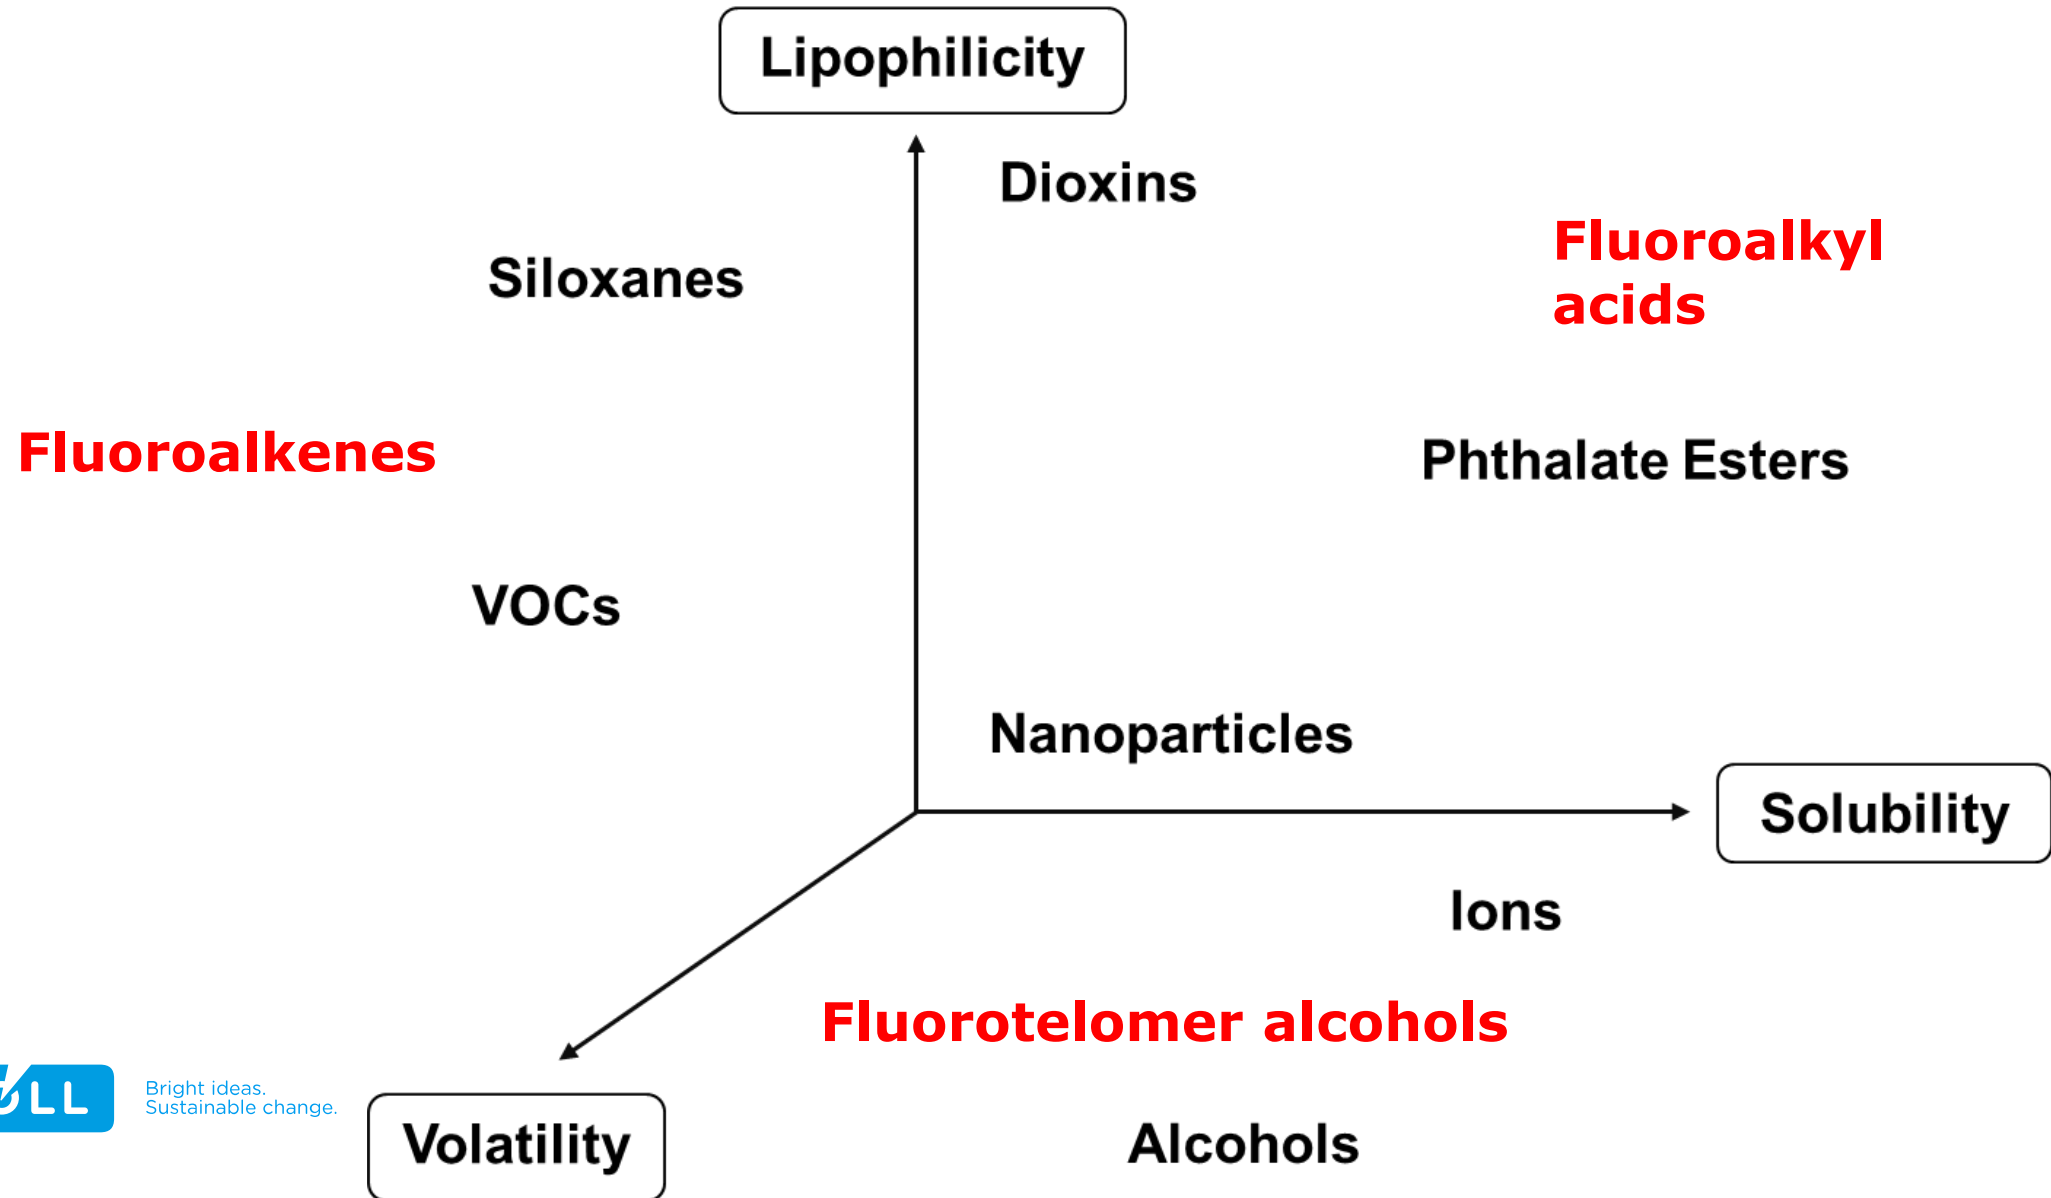 Lipophilicity
Dioxins
Fluoroalkyl
acids
Siloxanes
Fluoroalkenes
Phthalate Esters
VOCs
Nanoparticles
Solubility
Ions
Fluorotelomer alcohols
Bright ideas.
Sustainable change.
Volatility
Alcohols